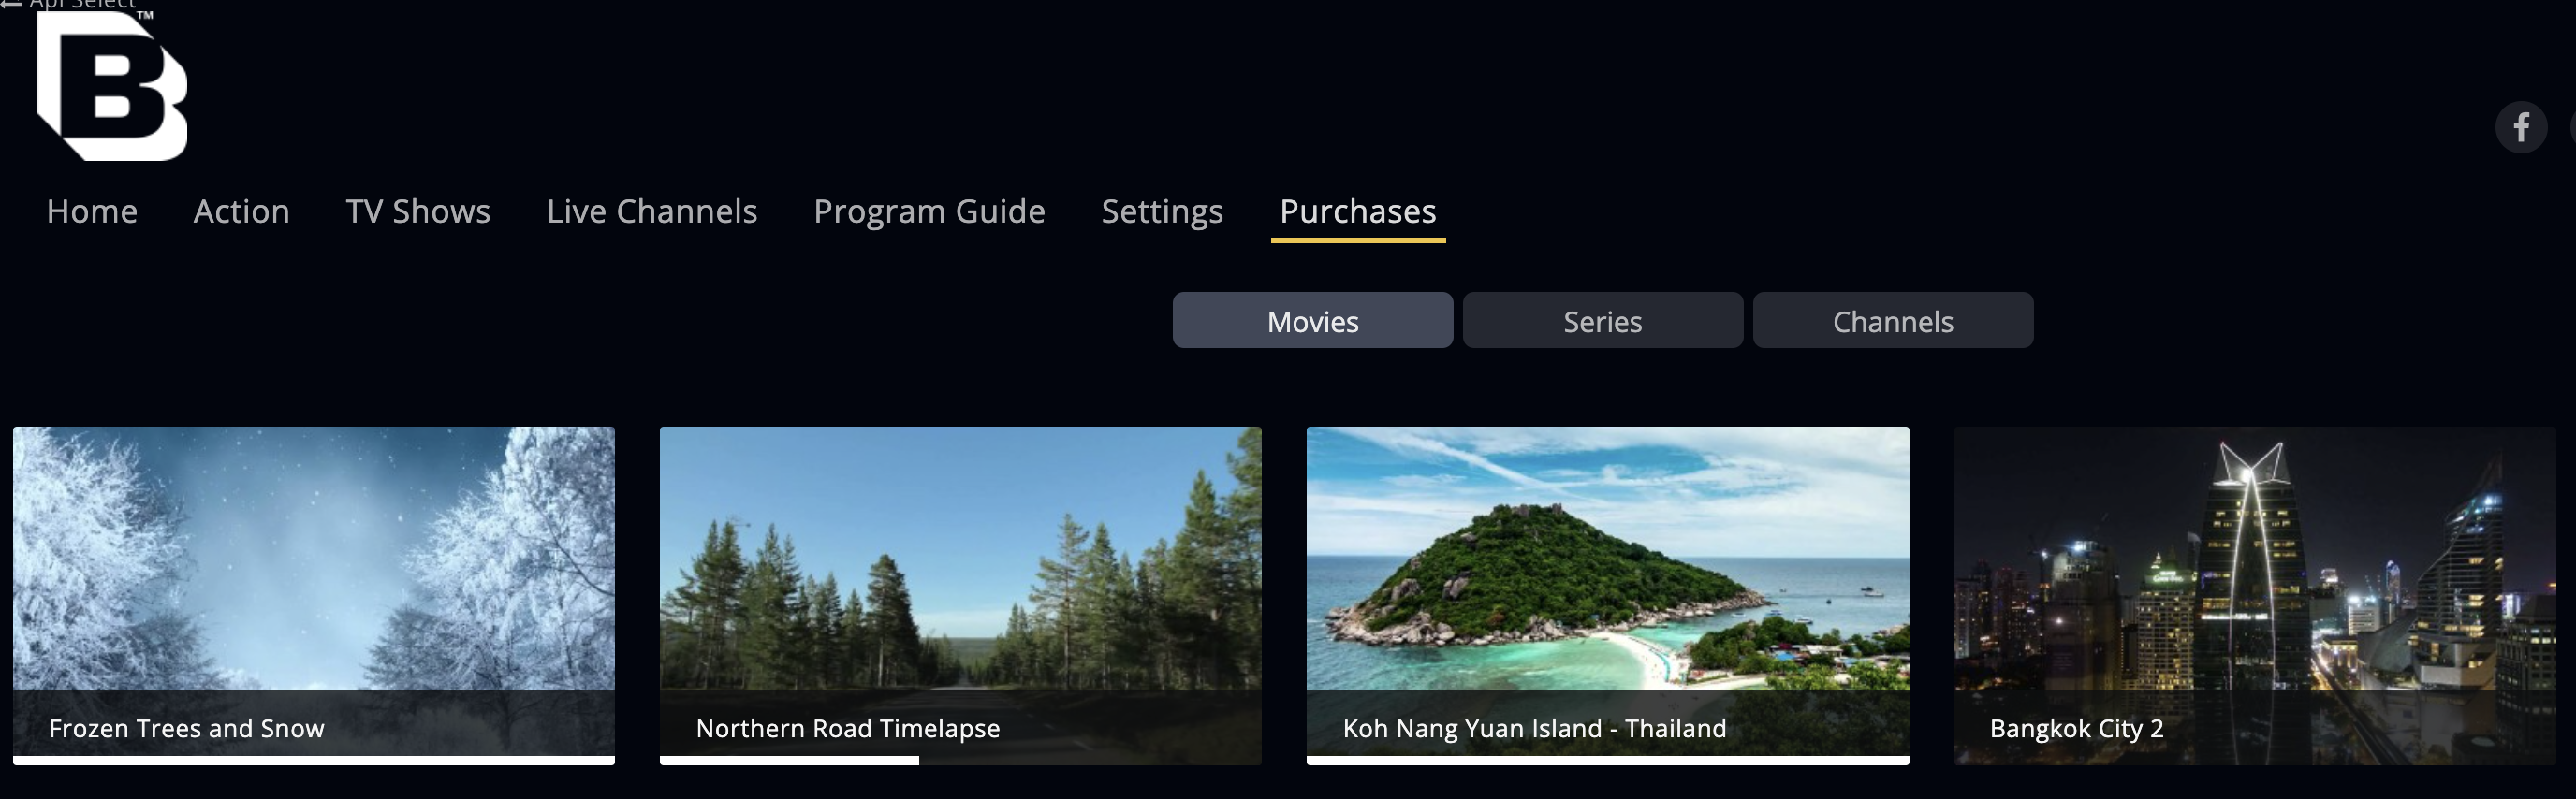 Api Select
B™
Home Action TV Shows Live Channels Program Guide Settings Purchases
Movies Series Channels
Frozen Trees and Snow
Northern Road Timelapse
Koh Nang Yuan Island - Thailand
Bangkok City 2